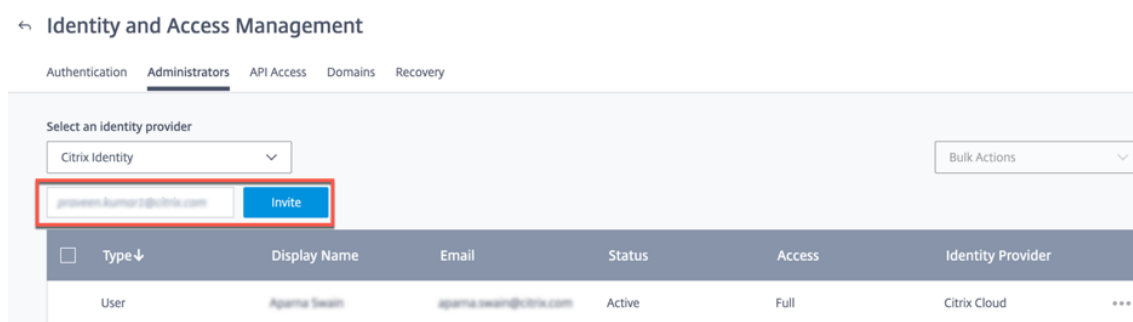 Identity and Access Management
Authentication Administrators API Access Domains Recovery
Select an identity provider
Citrix Identity
Bulk Actions
Invite
Type Display Name Email Status Access Identity Provider
User Active Full Citrix Cloud